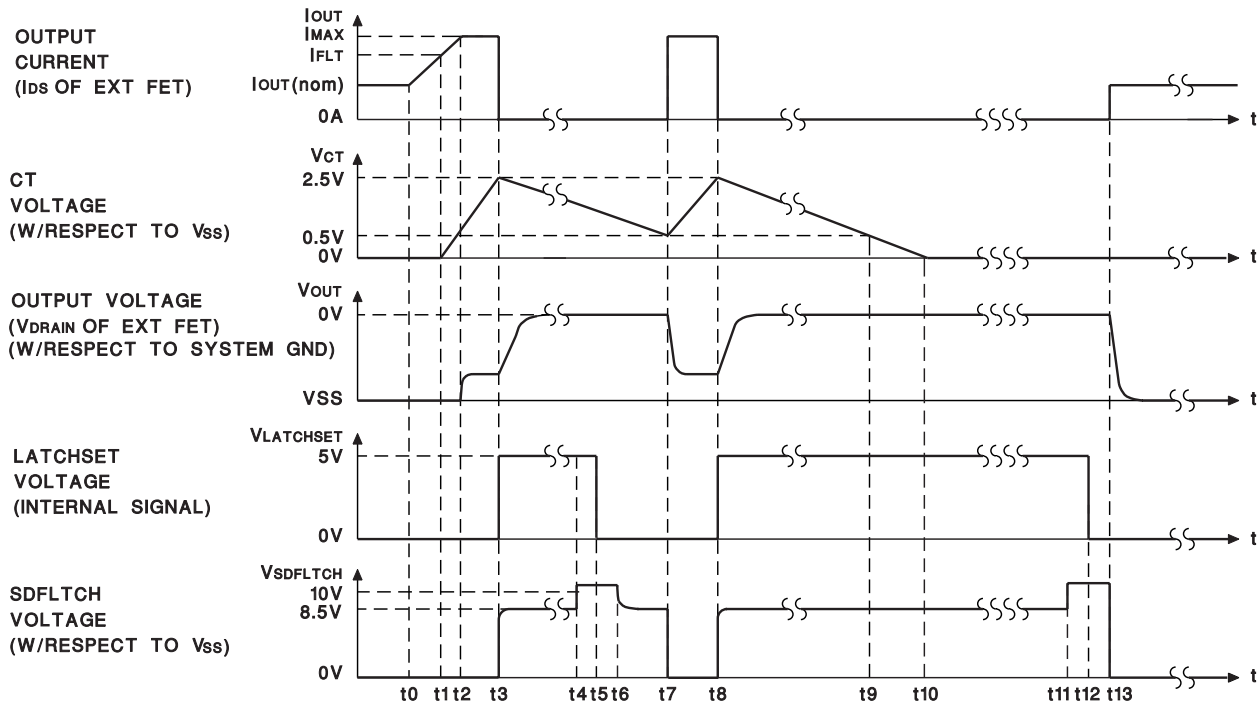 OUTPUT
CURRENT
(IDS OF EXT FET)
IOUT
IMAX
IFLT
IOUT(nom)
0A
t
CT
VOLTAGE
(W/RESPECT TO VSS)
VCT
2.5V
0.5V
0V
t
OUTPUT VOLTAGE
(VDRAIN OF EXT FET)
(W/RESPECT TO SYSTEM GND)
VOUT
0V
VSS
t
LATCHSET
VOLTAGE
(INTERNAL SIGNAL)
VLATCHSET
5V
0V
t
SDFLTCH
VOLTAGE
(W/RESPECT TO VSS)
VSDFLTCH
10V
8.5V
0V
t
t0 t1 t2 t3 t4 t5 t6 t7 t8 t9 t10 t11 t12 t13